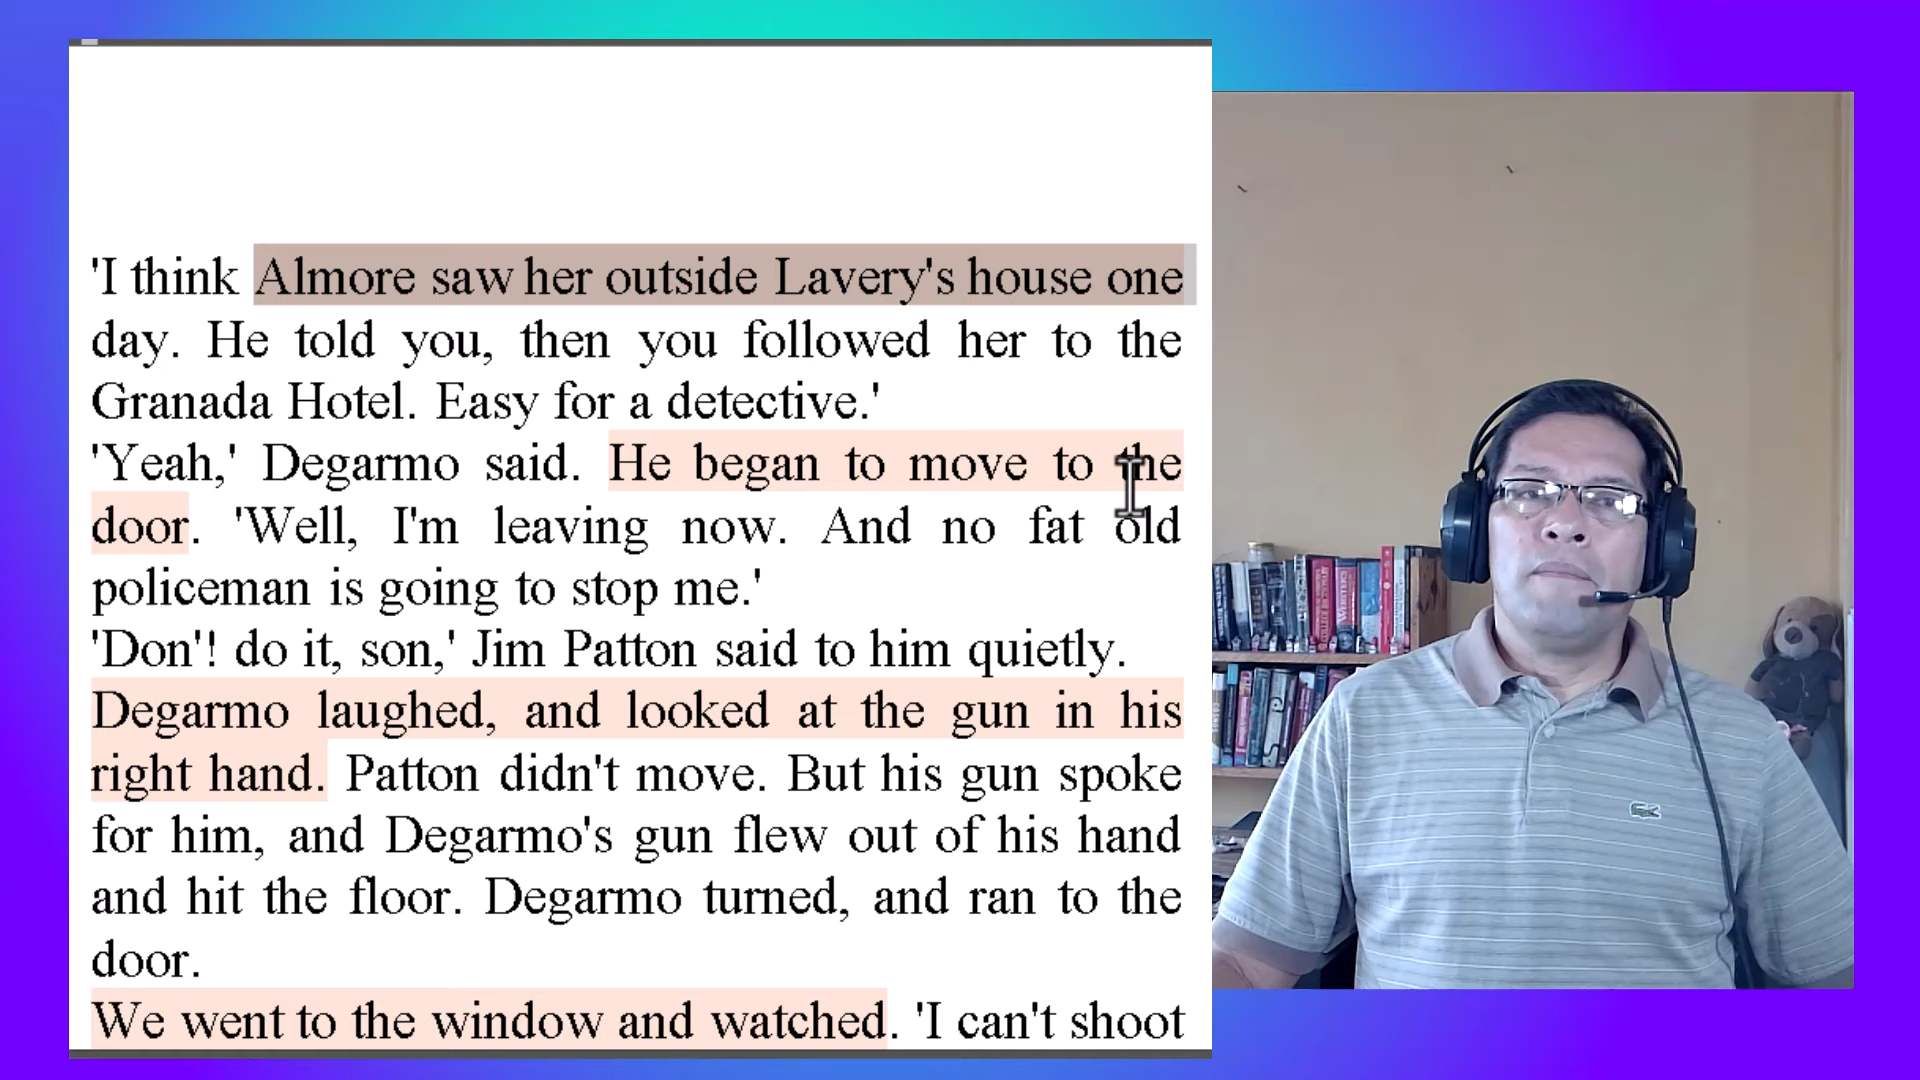 'I think Almore saw her outside Lavery's house one
day. He told you, then you followed her to the
Granada Hotel. Easy for a detective.'
'Yeah,' Degarmo said. He began to move to the
door. 'Well, I'm leaving now. And no fat old
policeman is going to stop me.'
'Don'! do it, son,' Jim Patton said to him quietly.
Degarmo laughed, and looked at the gun in his
right hand. Patton didn't move. But his gun spoke
for him, and Degarmo's gun flew out of his hand
and hit the floor. Degarmo turned, and ran to the
door.
We went to the window and watched. 'I can't shoot